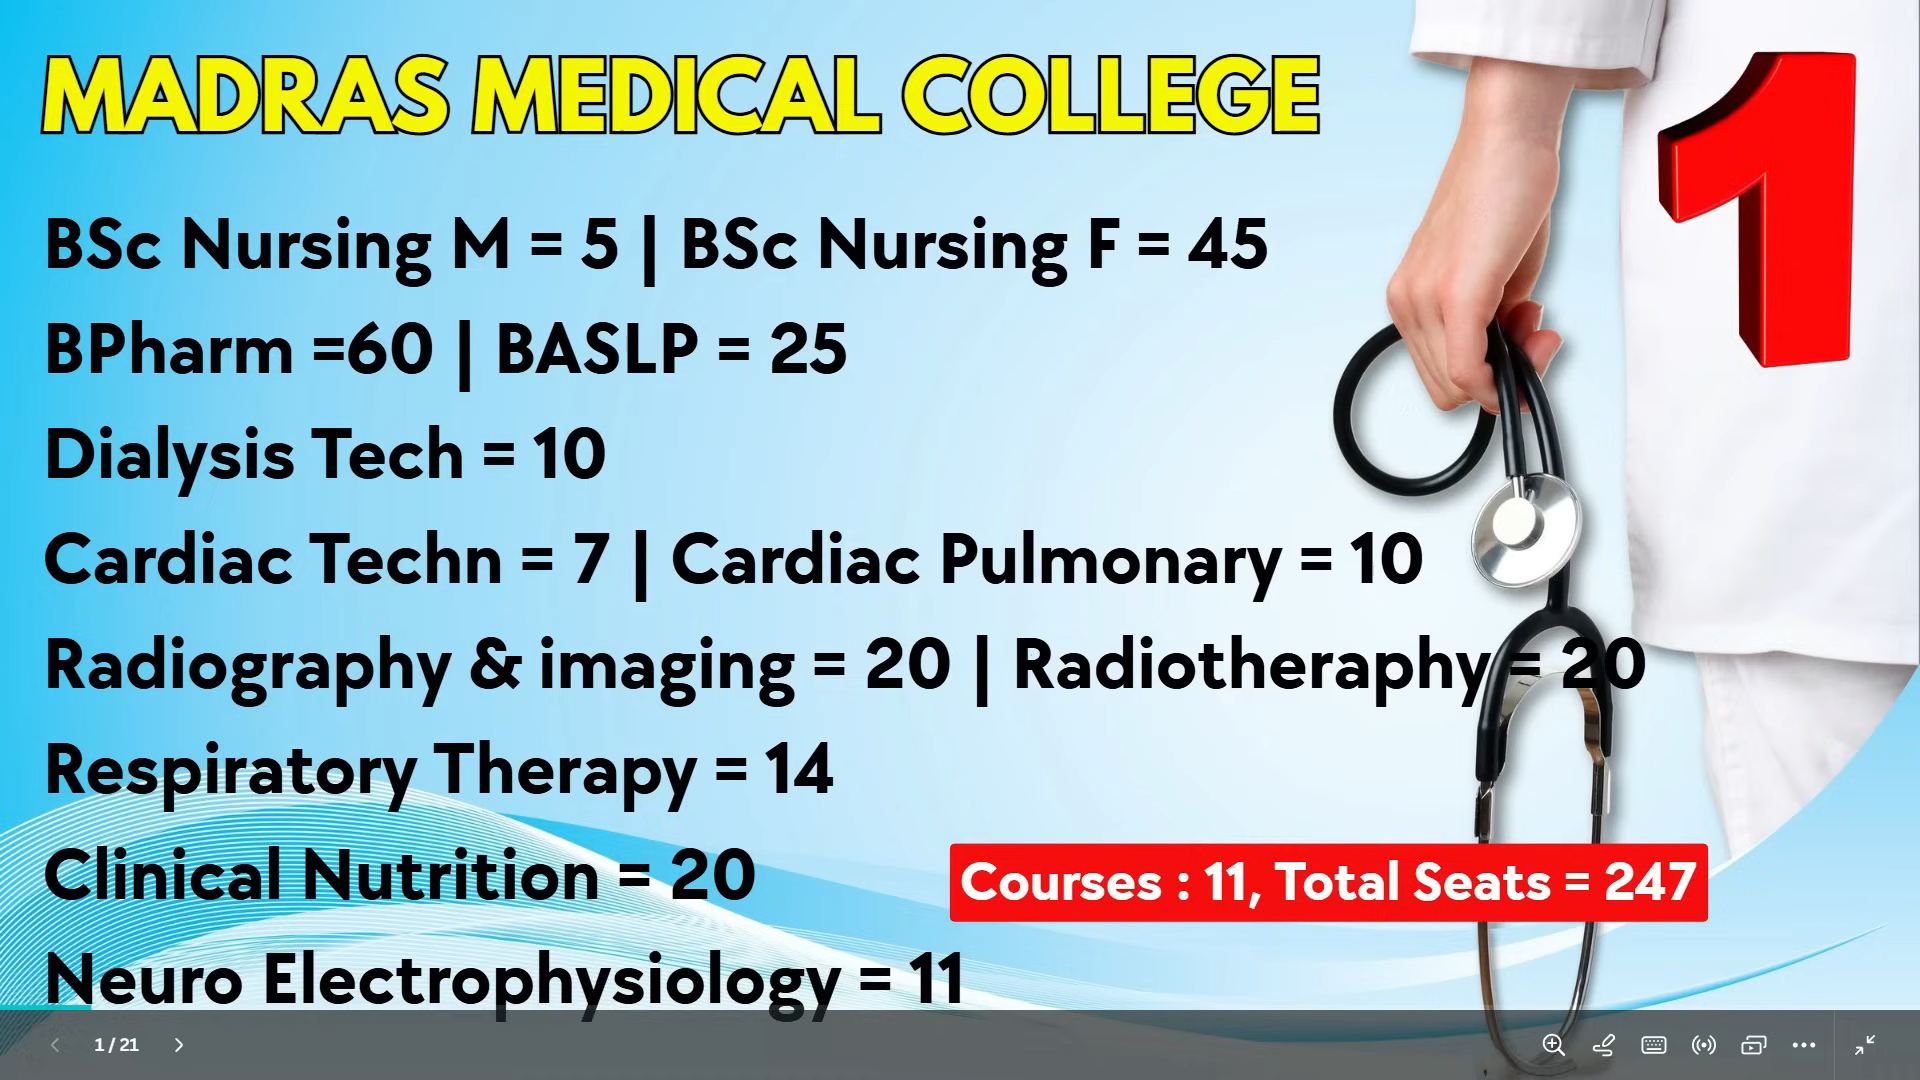 MADRAS MEDICAL COLLEGE
1
BSc Nursing M = 5 | BSc Nursing F = 45
BPharm =60 | BASLP = 25
Dialysis Tech = 10
Cardiac Techn = 7 | Cardiac Pulmonary = 10
Radiography & imaging = 20 | Radiotheraphy = 20
Respiratory Therapy = 14
Clinical Nutrition = 20
Courses : 11, Total Seats = 247
Neuro Electrophysiology = 11
1 / 21